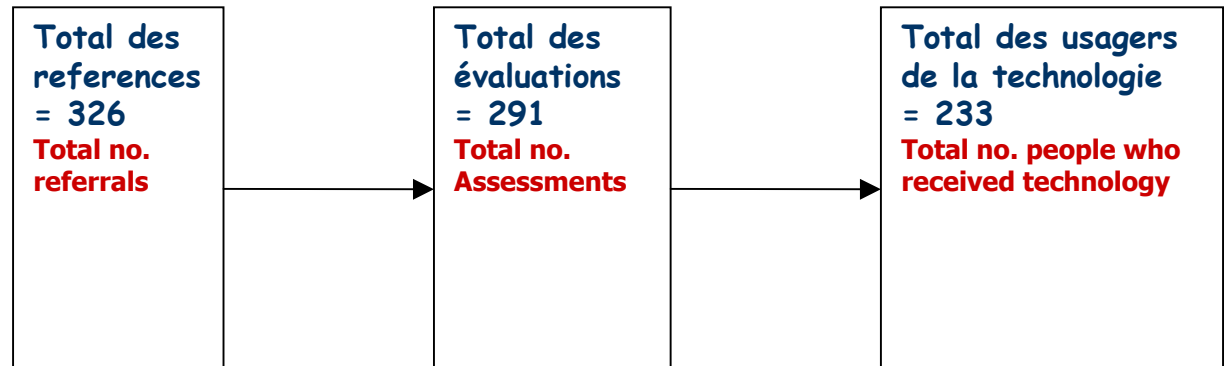 Total des
references
= 326
Total no.
referrals
Total des
évaluations
= 291
Total no.
Assessments
Total des usagers
de la technologie
= 233
Total no. people who
received technology